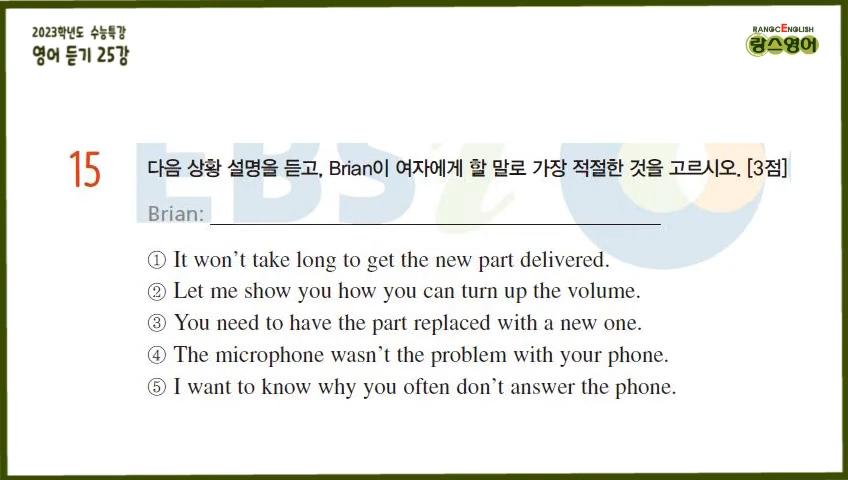 2023학년도 수능특강
영어 듣기 25강
RANGCENGLISH
랑스영어
EBSi
15
다음 상황 설명을 듣고, Brian이 여자에게 할 말로 가장 적절한 것을 고르시오. [3점]
Brian:
① It won't take long to get the new part delivered.
② Let me show you how you can turn up the volume.
③ You need to have the part replaced with a new one.
④ The microphone wasn't the problem with your phone.
⑤ I want to know why you often don't answer the phone.